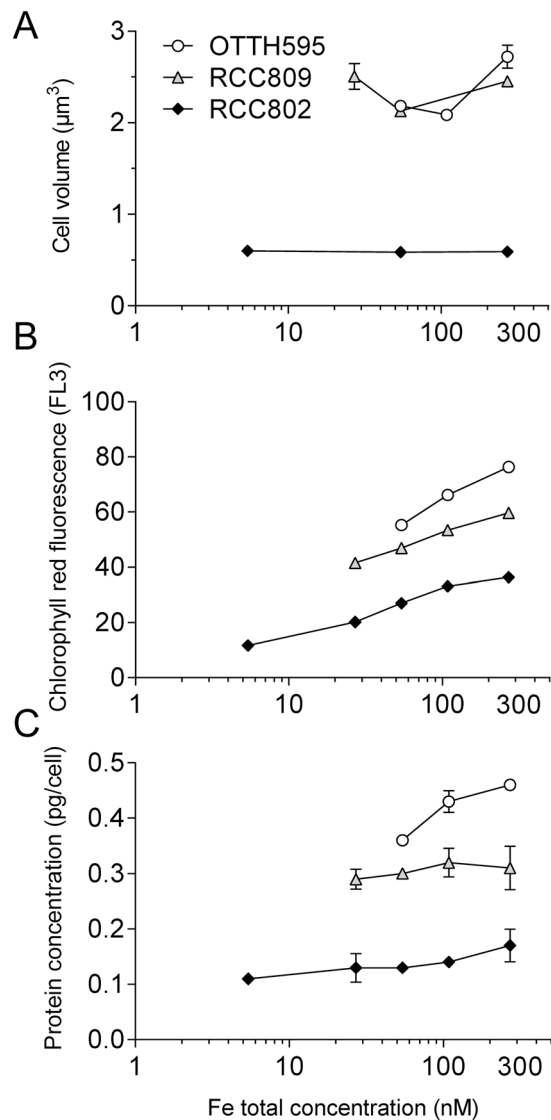 A
Cell volume (µm³)
3
2
1
0
OTTH595
RCC809
RCC802
1
10
100
300
B
Chlorophyll red fluorescence (FL3)
100
80
60
40
20
0
1
10
100
300
C
Protein concentration (pg/cell)
0.5
0.4
0.3
0.2
0.1
0.0
1
10
100
300
Fe total concentration (nM)